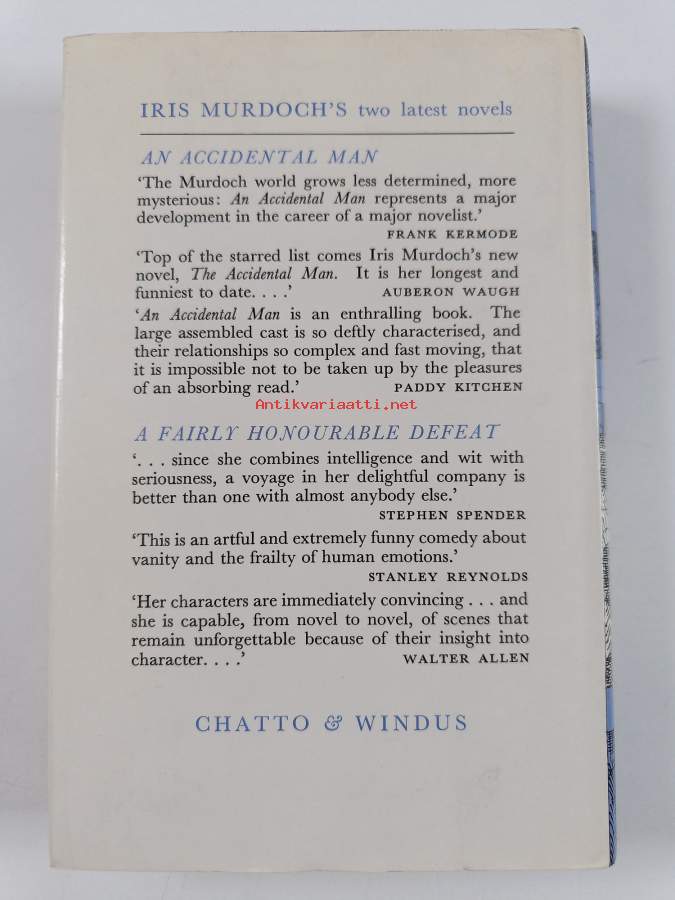 IRIS MURDOCH'S two latest novels
AN ACCIDENTAL MAN
'The Murdoch world grows less determined, more
mysterious: An Accidental Man represents a major
development in the career of a major novelist.'
FRANK KERMODE
'Top of the starred list comes Iris Murdoch's new
novel, The Accidental Man. It is her longest and
funniest to date. . . .' AUBERON WAUGH
'An Accidental Man is an enthralling book. The
large assembled cast is so deftly characterised, and
their relationships so complex and fast moving, that
it is impossible not to be taken up by the pleasures
of an absorbing read.' PADDY KITCHEN
Antikvariaatti.net
A FAIRLY HONOURABLE DEFEAT
'. . . since she combines intelligence and wit with
seriousness, a voyage in her delightful company is
better than one with almost anybody else.'
STEPHEN SPENDER
'This is an artful and extremely funny comedy about
vanity and the frailty of human emotions.'
STANLEY REYNOLDS
'Her characters are immediately convincing . . . and
she is capable, from novel to novel, of scenes that
remain unforgettable because of their insight into
character. . . .' WALTER ALLEN
CHATTO & WINDUS